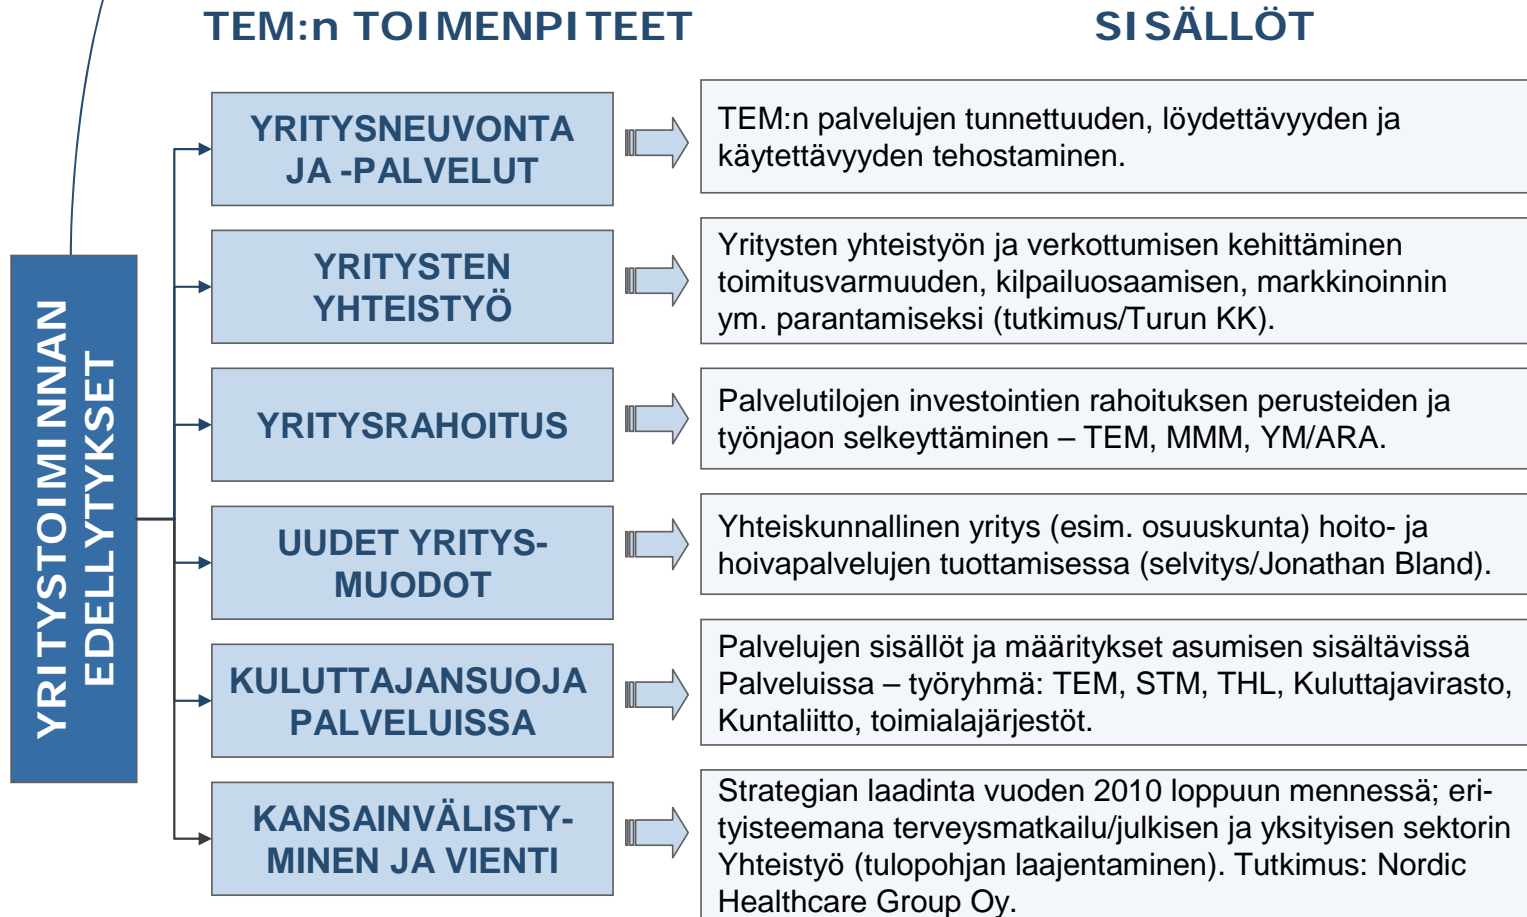 TEM:n TOIMENPITEET
SISÄLLÖT
YRITYSTOIMINNAN
EDELLYTYKSET
YRITYSNEUVONTA
JA -PALVELUT
TEM:n palvelujen tunnettuuden, löydettävyyden ja
käytettävyyden tehostaminen.
YRITYSTEN
YHTEISTYÖ
Yritysten yhteistyön ja verkottumisen kehittäminen
toimitusvarmuuden, kilpailuosaamisen, markkinoinnin
ym. parantamiseksi (tutkimus/Turun KK).
YRITYSRAHOITUS
Palvelutilojen investointien rahoituksen perusteiden ja
työnjaon selkeyttäminen – TEM, MMM, YM/ARA.
UUDET YRITYS-
MUODOT
Yhteiskunnallinen yritys (esim. osuuskunta) hoito- ja
hoivapalvelujen tuottamisessa (selvitys/Jonathan Bland).
KULUTTAJANSUOJA
PALVELUISSA
Palvelujen sisällöt ja määritykset asumisen sisältävissä
Palveluissa – työryhmä: TEM, STM, THL, Kuluttajavirasto,
Kuntaliitto, toimialajärjestöt.
KANSAINVÄLISTY-
MINEN JA VIENTI
Strategian laadinta vuoden 2010 loppuun mennessä; eri-
tyisteemana terveysmatkailu/julkisen ja yksityisen sektorin
Yhteistyö (tulopohjan laajentaminen). Tutkimus: Nordic
Healthcare Group Oy.